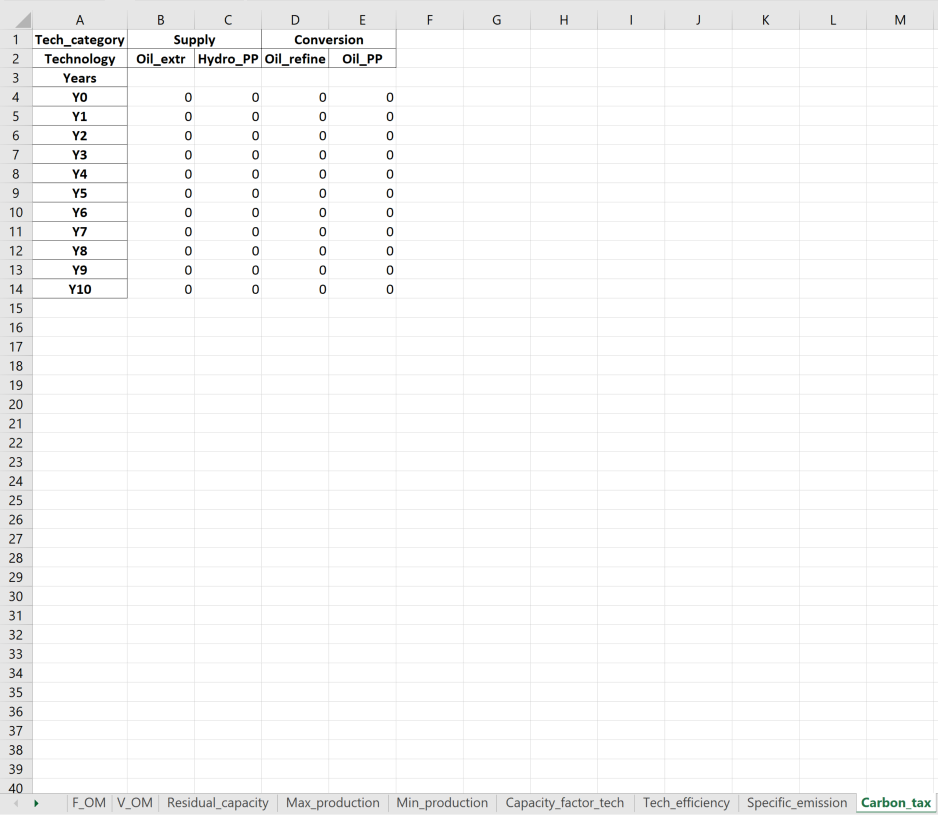 A B C D E F G H I J K L M
1 Tech_category Supply Conversion
2 Technology Oil_extr Hydro_PP Oil_refine Oil_PP
3 Years
4 Y0 0 0 0 0
5 Y1 0 0 0 0
6 Y2 0 0 0 0
7 Y3 0 0 0 0
8 Y4 0 0 0 0
9 Y5 0 0 0 0
10 Y6 0 0 0 0
11 Y7 0 0 0 0
12 Y8 0 0 0 0
13 Y9 0 0 0 0
14 Y10 0 0 0 0
15
16
17
18
19
20
21
22
23
24
25
26
27
28
29
30
31
32
33
34
35
36
37
38
39
40
F_OM V_OM Residual_capacity Max_production Min_production Capacity_factor_tech Tech_efficiency Specific_emission Carbon_tax